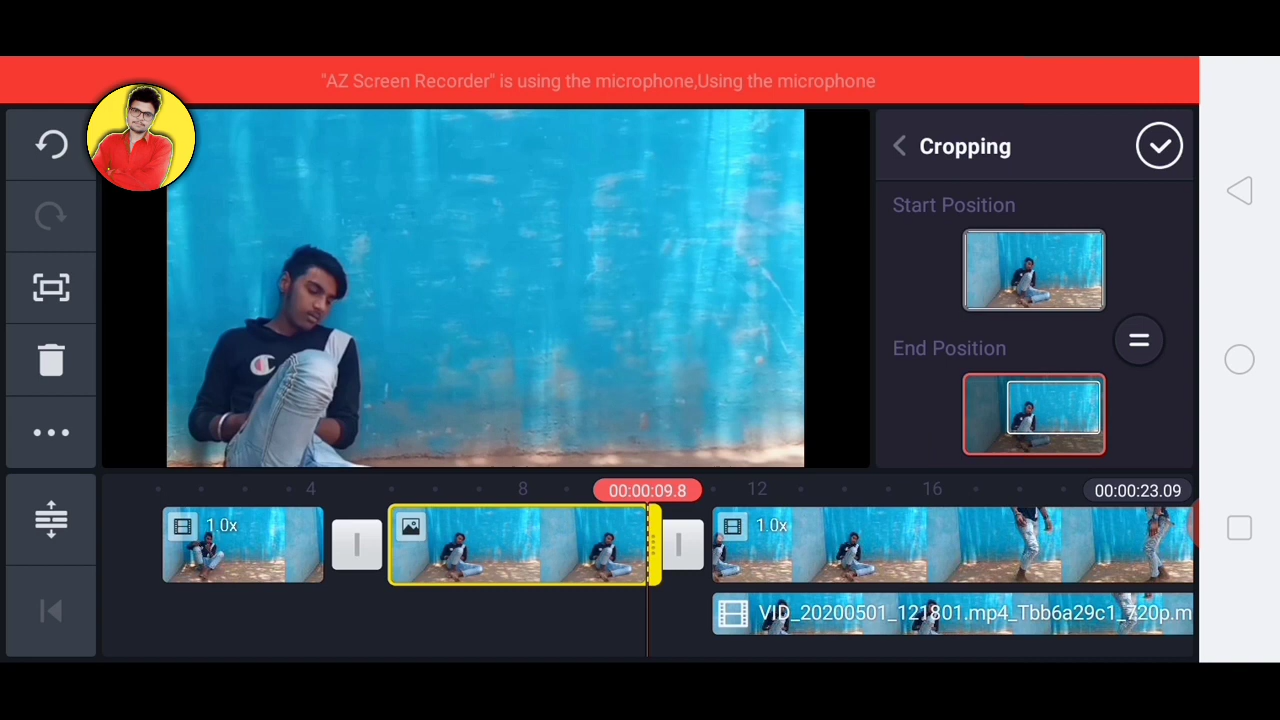 "AZ Screen Recorder" is using the microphone,Using the microphone
Cropping
Start Position
End Position
4
8
00:00:09.8
12
16
00:00:23.09
1.0x
1.0x
VID_20200501_121801.mp4_Tbb6a29c1_720p.m